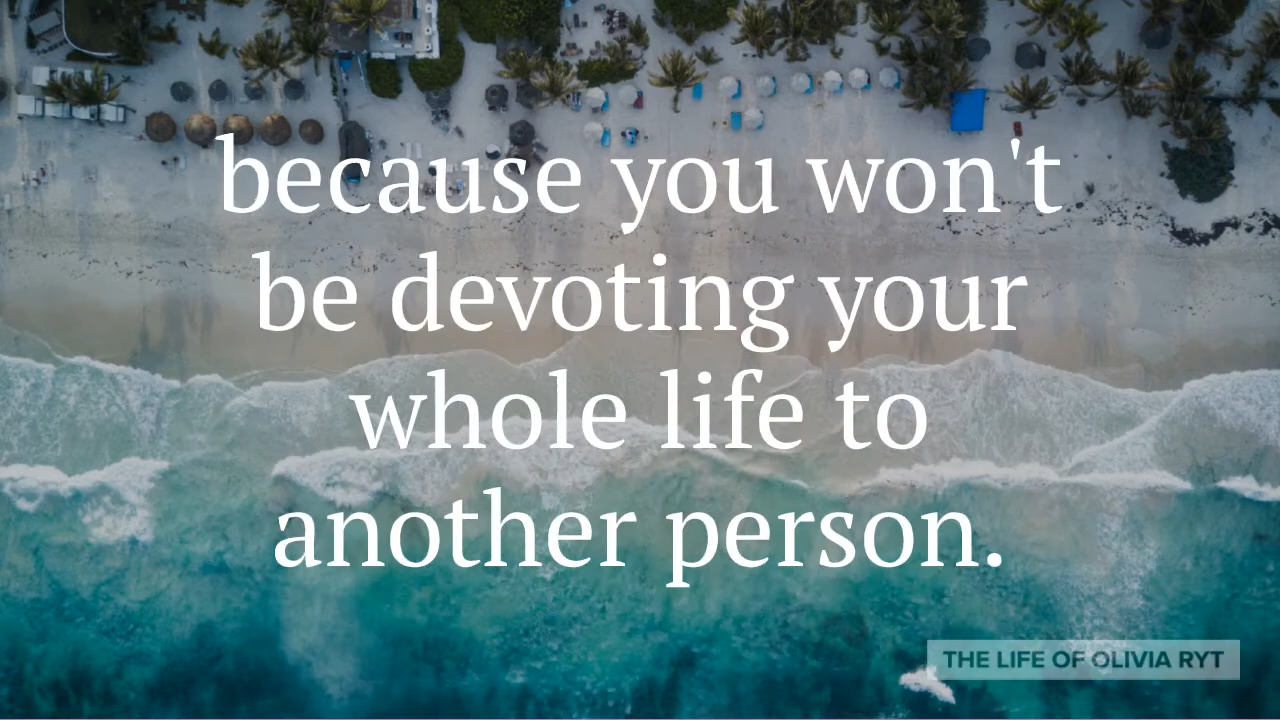 because you won't
be devoting your
whole life to
another person.
THE LIFE OF OLIVIA RYT